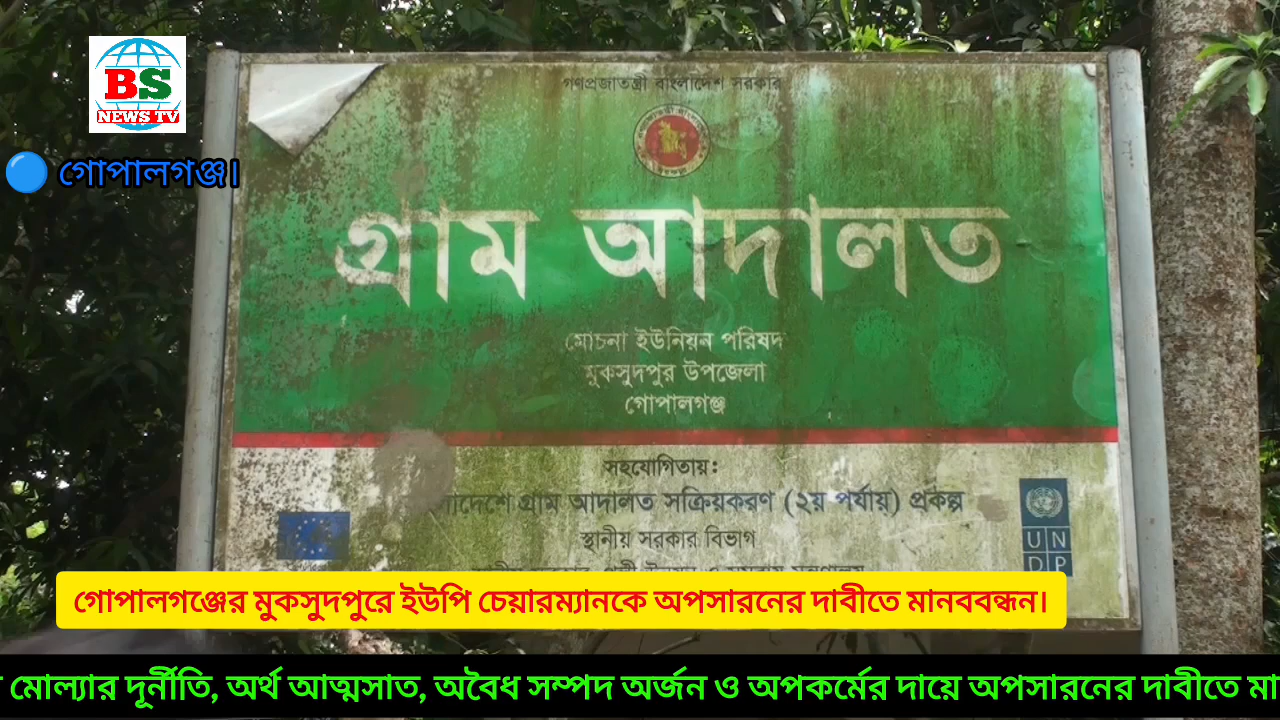 BS
NEWS TV
গোপালগঞ্জ।
গণপ্রজাতন্ত্রী বাংলাদেশ সরকার
গ্রাম আদালত
মোচনা ইউনিয়ন পরিষদ
মুকসুদপুর উপজেলা
গোপালগঞ্জ
সহযোগিতায়:
গ্রাম আদালত সক্রিয়করণ (২য় পর্যায়) প্রকল্প
স্থানীয় সরকার বিভাগ
UN
DP
গোপালগঞ্জের মুকসুদপুরে ইউপি চেয়ারম্যানকে অপসারনের দাবীতে মানববন্ধন।
মোল্যার দূর্নীতি, অর্থ আত্মসাত, অবৈধ সম্পদ অর্জন ও অপকর্মের দায়ে অপসারনের দাবীতে